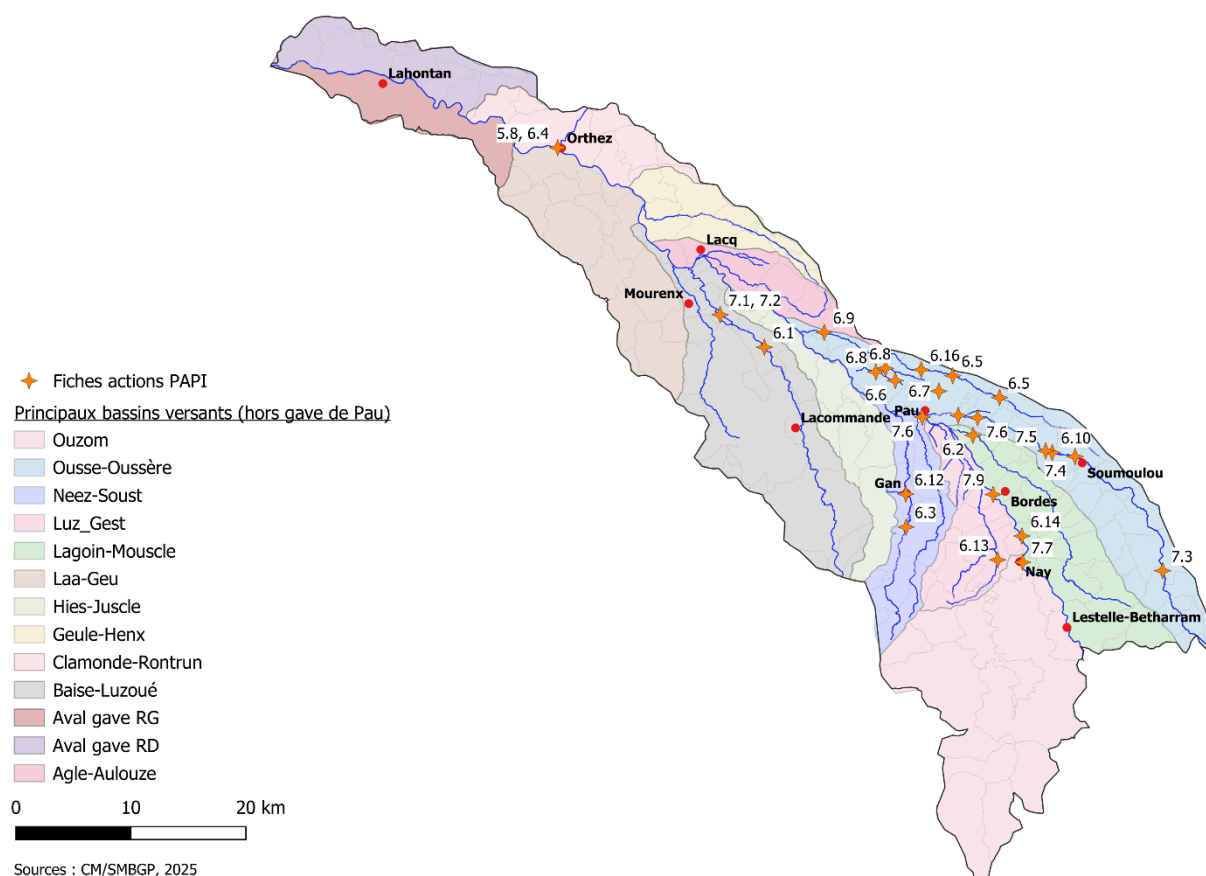 Lahontan
5.8, 6.4
Orthez
Lacq
Mourenx
7.1, 7.2
6.1
6.9
6.8
6.8
6.16
6.5
6.5
6.7
6.6
Pau
Lacommande
7.6
7.6
7.5
6.10
6.2
7.4
Soumoulou
Gan
6.12
7.9
Bordes
6.3
6.14
6.13
7.7
Nay
7.3
Lestelle-Betharram
Fiches actions PAPI
Principaux bassins versants (hors gave de Pau)
Ouzom
Ousse-Oussère
Neez-Soust
Luz_Gest
Lagoin-Mouscle
Laa-Geu
Hies-Juscle
Geule-Henx
Clamonde-Rontrun
Baise-Luzoué
Aval gave RG
Aval gave RD
Agle-Aulouze
0 10 20 km
Sources : CM/SMBGP, 2025